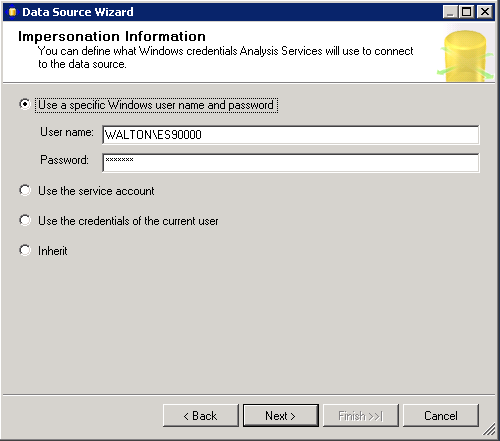 Data Source Wizard
Impersonation Information
You can define what Windows credentials Analysis Services will use to connect
to the data source.
Use a specific Windows user name and password
User name: WALTON\ES90000
Password: *******
Use the service account
Use the credentials of the current user
Inherit
< Back Next > Finish >>| Cancel